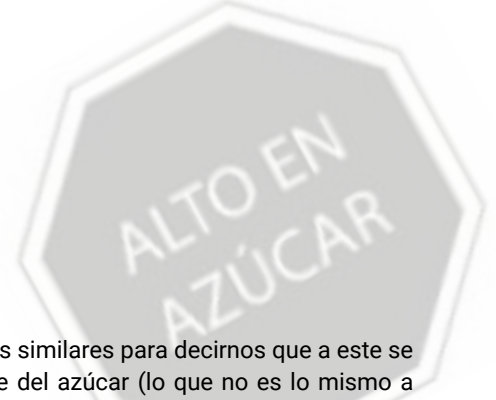 ALTO EN
AZÚCAR
s similares para decirnos que a este se
e del azúcar (lo que no es lo mismo a